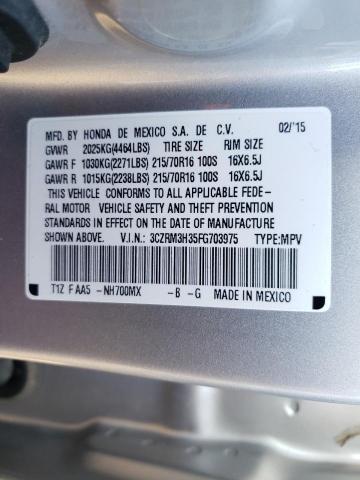 MFD. BY HONDA DE MEXICO S.A. DE C.V. 02/'15
GVWR 2025KG(4464LBS) TIRE SIZE RIM SIZE
GAWR F 1030KG(2271LBS) 215/70R16 100S 16X6.5J
GAWR R 1015KG(2238LBS) 215/70R16 100S 16X6.5J
THIS VEHICLE CONFORMS TO ALL APPLICABLE FEDE-
RAL MOTOR VEHICLE SAFETY AND THEFT PREVENTION
STANDARDS IN EFFECT ON THE DATE OF MANUFACTURE
SHOWN ABOVE. V.I.N.: 3CZRM3H35FG703975 TYPE:MPV
T1Z F AA5 -NH700MX -B -G MADE IN MEXICO